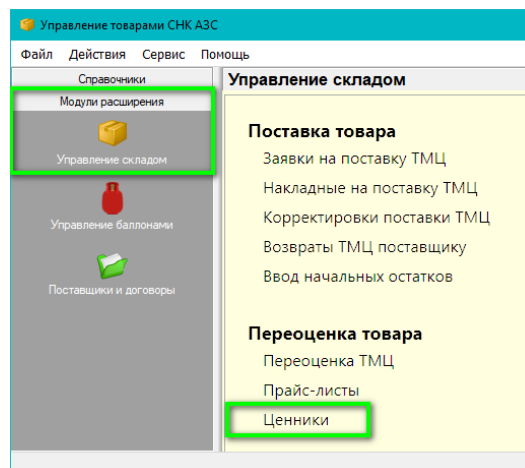 Управление товарами СНК АЗС
Файл Действия Сервис Помощь
Справочники
Модули расширения
Управление складом
Управление баллонами
Поставщики и договоры
Управление складом
Поставка товара
Заявки на поставку ТМЦ
Накладные на поставку ТМЦ
Корректировки поставки ТМЦ
Возвраты ТМЦ поставщику
Ввод начальных остатков
Переоценка товара
Переоценка ТМЦ
Прайс-листы
Ценники